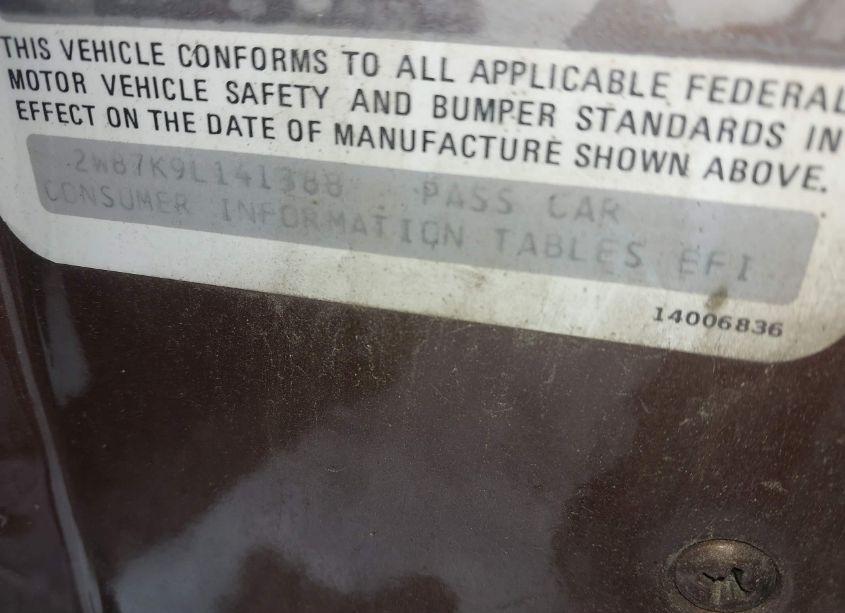 THIS VEHICLE CONFORMS TO ALL APPLICABLE FEDERAL
MOTOR VEHICLE SAFETY AND BUMPER STANDARDS IN
EFFECT ON THE DATE OF MANUFACTURE SHOWN ABOVE.
2W87K9L141388 PASS CAR
CONSUMER INFORMATION TABLES EFI
14006836